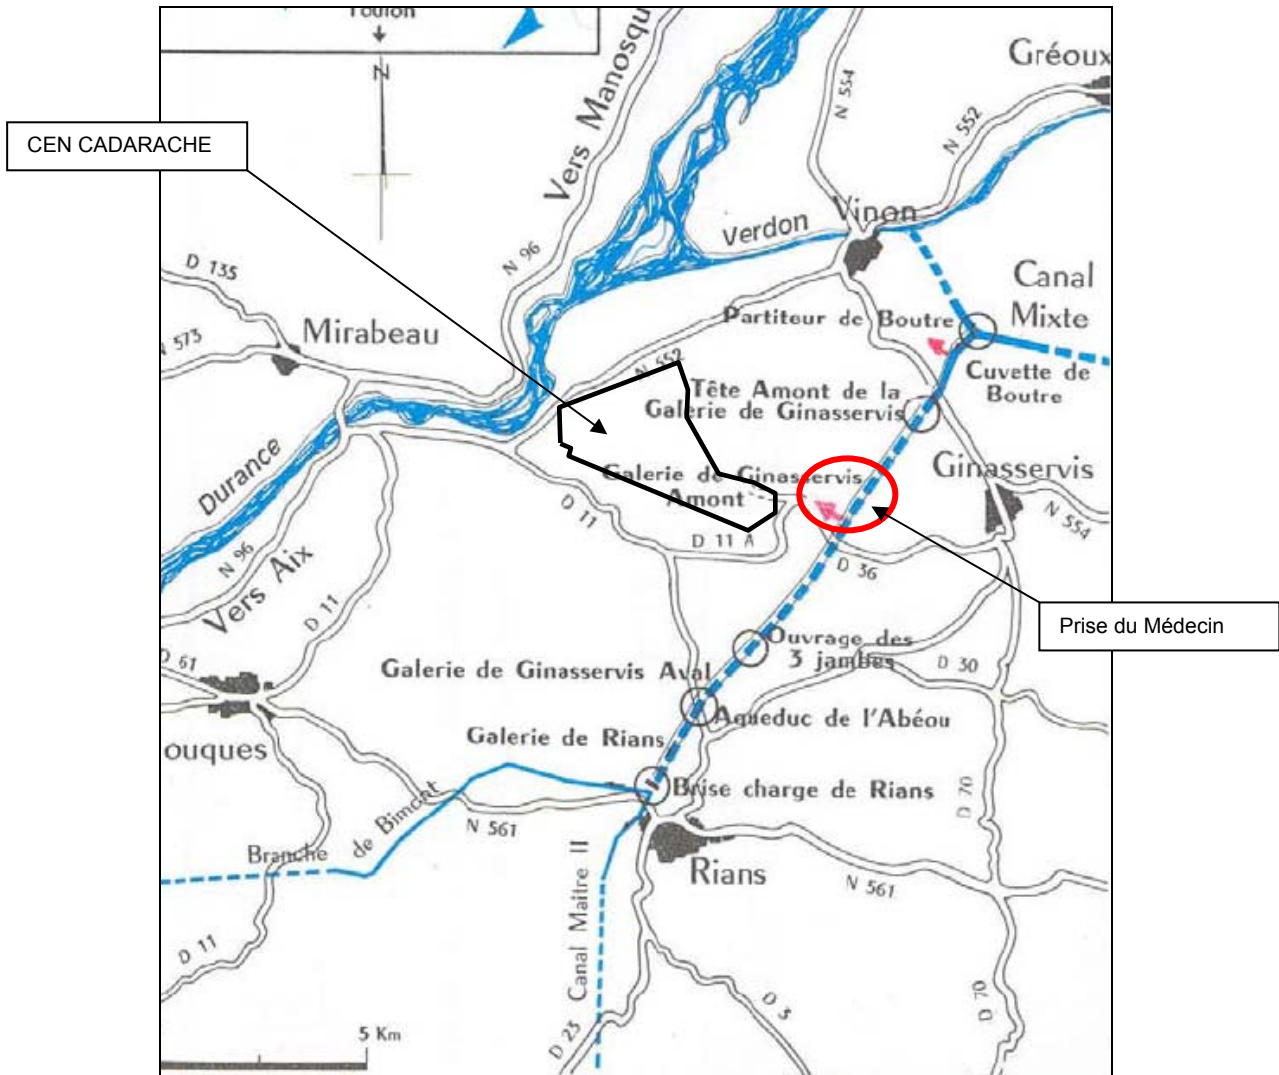 Toulon
N
CEN CADARACHE
Vers Manosqu
N 554
Gréoux
N 552
Vinon
Verdon
N 96
D 135
Mirabeau
N 573
Canal
Mixte
Partiteur de Boutre
N 552
Cuvette de
Boutre
Tête Amont de la
Galerie de Ginasservis
Durance
Galerie de Ginasservis
Amont
Ginasservis
N 554
D 11
D 11 A
D 36
N 96
Vers Aix
D 11
Prise du Médecin
Ouvrage des
3 jambes
D 30
D 61
Galerie de Ginasservis Aval
Aqueduc de l'Abéou
ouques
Galerie de Rians
Brise charge de Rians
D 70
Branche de Bimont
N 561
Rians
N 561
Canal Maitre II
D 11
D 3
D 70
D 23
5 Km